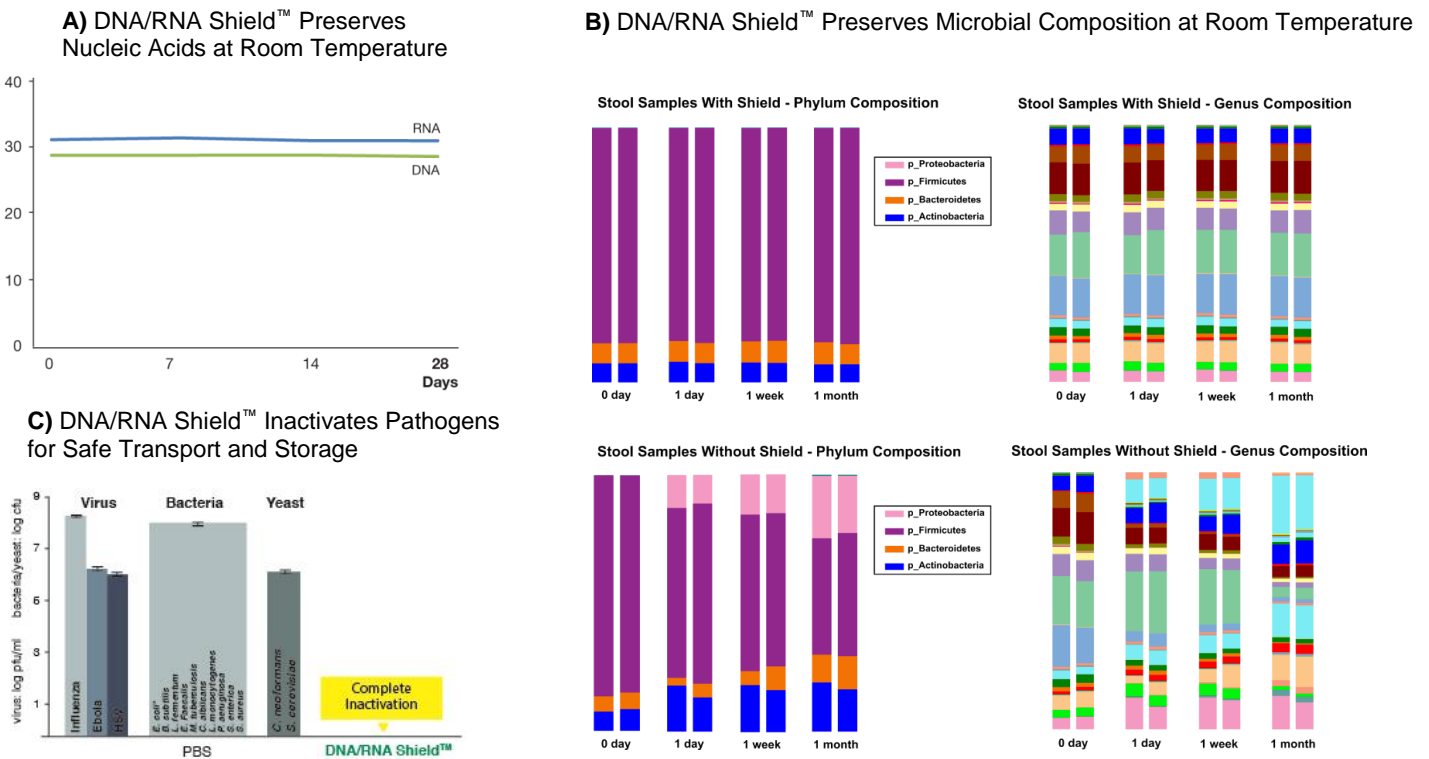 A) DNA/RNA Shield™ Preserves
Nucleic Acids at Room Temperature
40
30
20
10
0
RNA
DNA
0
7
14
28
Days
B) DNA/RNA Shield™ Preserves Microbial Composition at Room Temperature
Stool Samples With Shield - Phylum Composition
0 day
1 day
1 week
1 month
p_Proteobacteria
p_Firmicutes
p_Bacteroidetes
p_Actinobacteria
Stool Samples With Shield - Genus Composition
0 day
1 day
1 week
1 month
Stool Samples Without Shield - Phylum Composition
0 day
1 day
1 week
1 month
p_Proteobacteria
p_Firmicutes
p_Bacteroidetes
p_Actinobacteria
Stool Samples Without Shield - Genus Composition
0 day
1 day
1 week
1 month
C) DNA/RNA Shield™ Inactivates Pathogens
for Safe Transport and Storage
virus: log pfu/ml bacteria/yeast: log cfu
9
7
5
3
1
Virus
Bacteria
Yeast
Influenza
Ebola
HSV
E. coli
B. subtilis
L. fermentum
E. Faesalis
M. tuberculosis
C. albicans
L. monocytogenes
P. aeruginosa
S. enterica
S. aureus
C. neoformans
S. cerevisiae
PBS
Complete
Inactivation
DNA/RNA Shield™